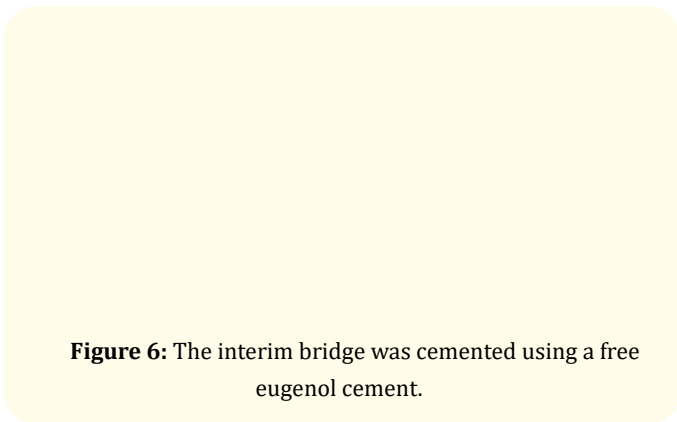 Figure 6: The interim bridge was cemented using a free
eugenol cement.